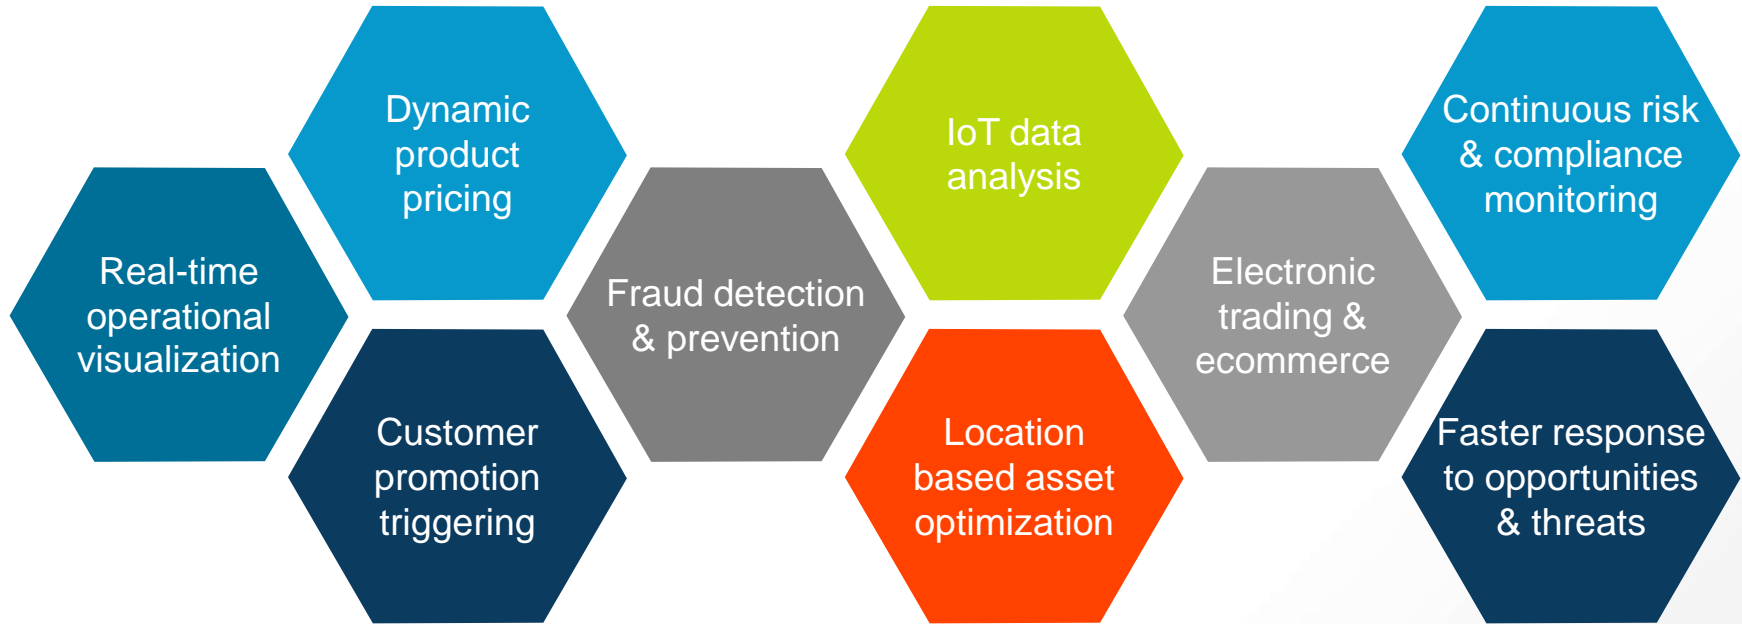 Real-time
operational
visualization
Dynamic
product
pricing
Customer
promotion
triggering
Fraud detection
& prevention
IoT data
analysis
Location
based asset
optimization
Electronic
trading &
ecommerce
Continuous risk
& compliance
monitoring
Faster response
to opportunities
& threats